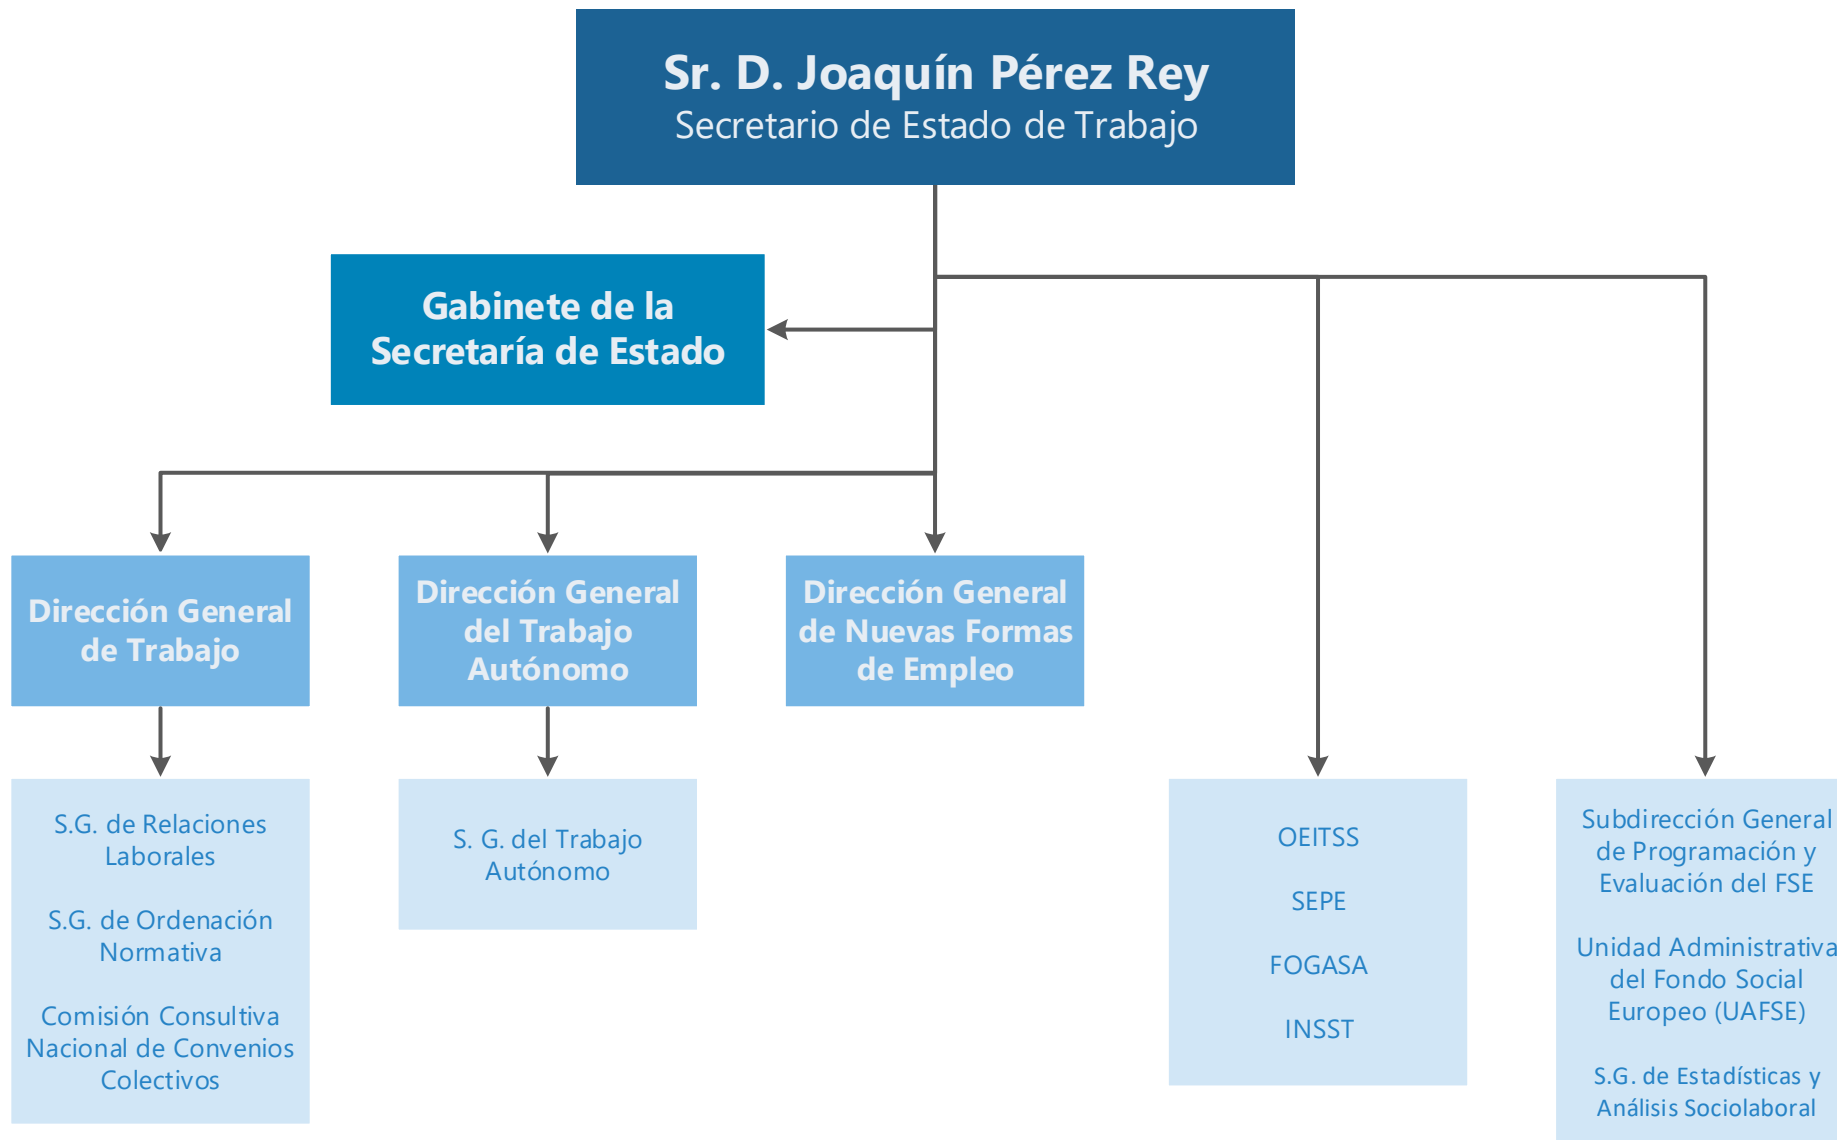 Sr. D. Joaquín Pérez Rey
Secretario de Estado de Trabajo
Gabinete de la
Secretaría de Estado
Dirección General
de Trabajo
Dirección General
del Trabajo
Autónomo
Dirección General
de Nuevas Formas
de Empleo
S.G. de Relaciones
Laborales
S.G. de Ordenación
Normativa
Comisión Consultiva
Nacional de Convenios
Colectivos
S. G. del Trabajo
Autónomo
OEITSS
SEPE
FOGASA
INSST
Subdirección General
de Programación y
Evaluación del FSE
Unidad Administrativa
del Fondo Social
Europeo (UAFSE)
S.G. de Estadísticas y
Análisis Sociolaboral